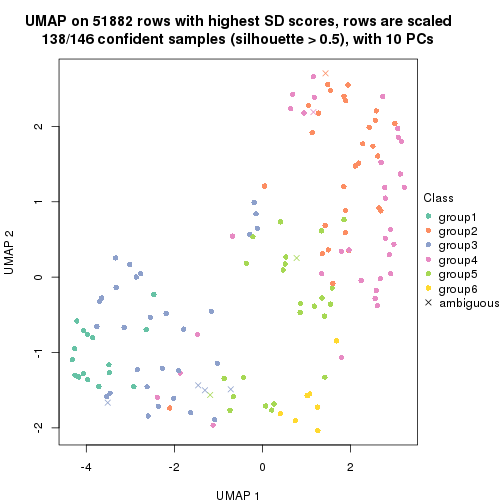 UMAP on 51882 rows with highest SD scores, rows are scaled
138/146 confident samples (silhouette > 0.5), with 10 PCs
2
1
0
-1
-2
UMAP 2
-4
-2
0
2
UMAP 1
Class
group1
group2
group3
group4
group5
group6
ambiguous